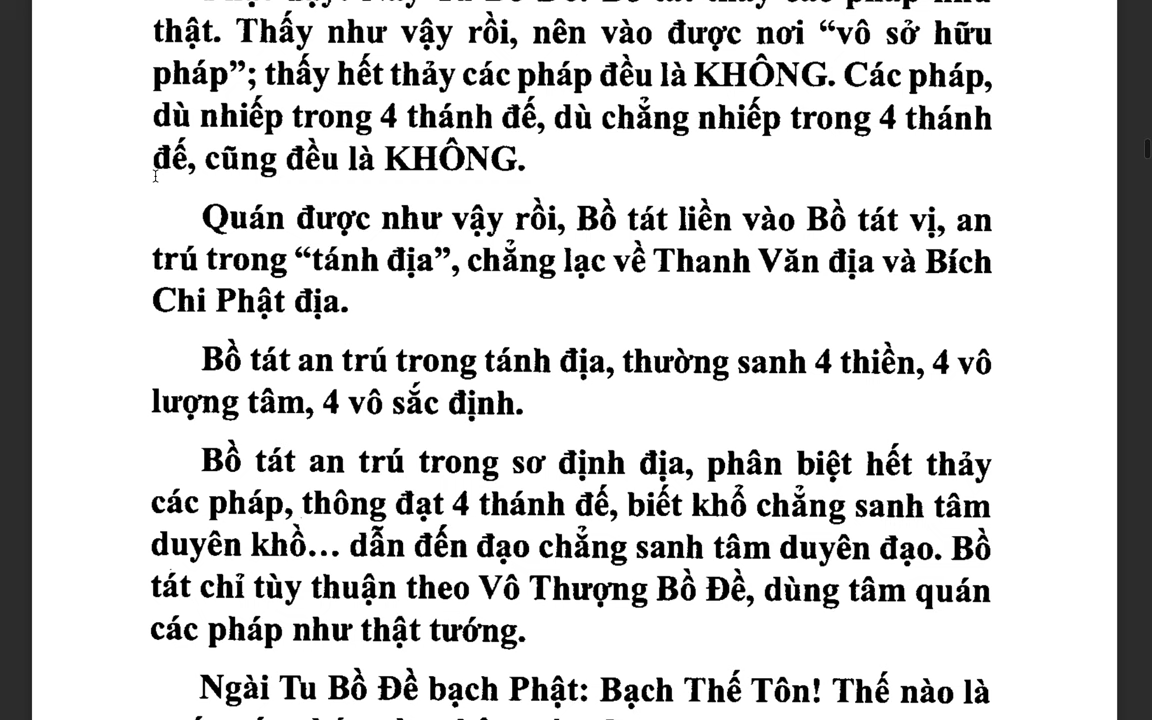 thật. Thấy như vậy rồi, nên vào được nơi “vô sở hữu
pháp”; thấy hết thảy các pháp đều là KHÔNG. Các pháp,
dù nhiếp trong 4 thánh đế, dù chẳng nhiếp trong 4 thánh
đế, cũng đều là KHÔNG.
Quán được như vậy rồi, Bồ tát liền vào Bồ tát vị, an
trú trong “tánh địa”, chẳng lạc về Thanh Văn địa và Bích
Chi Phật địa.
Bồ tát an trú trong tánh địa, thường sanh 4 thiền, 4 vô
lượng tâm, 4 vô sắc định.
Bồ tát an trú trong sơ định địa, phân biệt hết thảy
các pháp, thông đạt 4 thánh đế, biết khổ chẳng sanh tâm
duyên khồ... dẫn đến đạo chẳng sanh tâm duyên đạo. Bồ
tát chỉ tùy thuận theo Vô Thượng Bồ Đề, dùng tâm quán
các pháp như thật tướng.
Ngài Tu Bồ Đề bạch Phật: Bạch Thế Tôn! Thế nào là